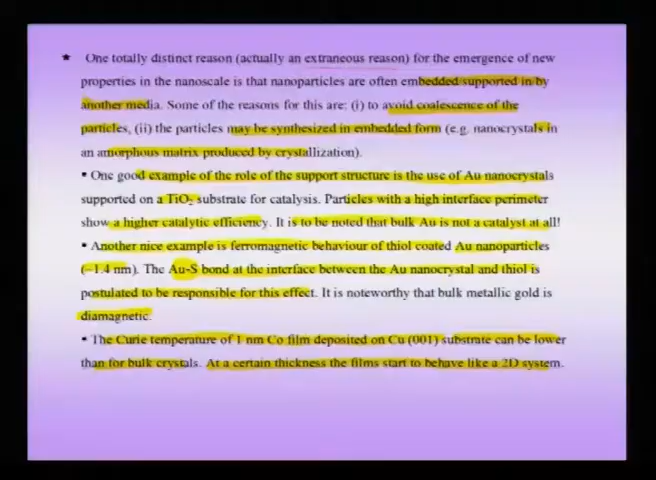 ★ One totally distinct reason (actually an extraneous reason) for the emergence of new
properties in the nanoscale is that nanoparticles are often embedded supported in by
another media. Some of the reasons for this are: (i) to avoid coalescence of the
particles, (ii) the particles may be synthesized in embedded form (e.g. nanocrystals in
an amorphous matrix produced by crystallization).
▪ One good example of the role of the support structure is the use of Au nanocrystals
supported on a TiO₂ substrate for catalysis. Particles with a high interface perimeter
show a higher catalytic efficiency. It is to be noted that bulk Au is not a catalyst at all!
▪ Another nice example is ferromagnetic behaviour of thiol coated Au nanoparticles
(~1.4 nm). The Au-S bond at the interface between the Au nanocrystal and thiol is
postulated to be responsible for this effect. It is noteworthy that bulk metallic gold is
diamagnetic.
▪ The Curie temperature of 1 nm Co film deposited on Cu (001) substrate can be lower
than for bulk crystals. At a certain thickness the films start to behave like a 2D system.